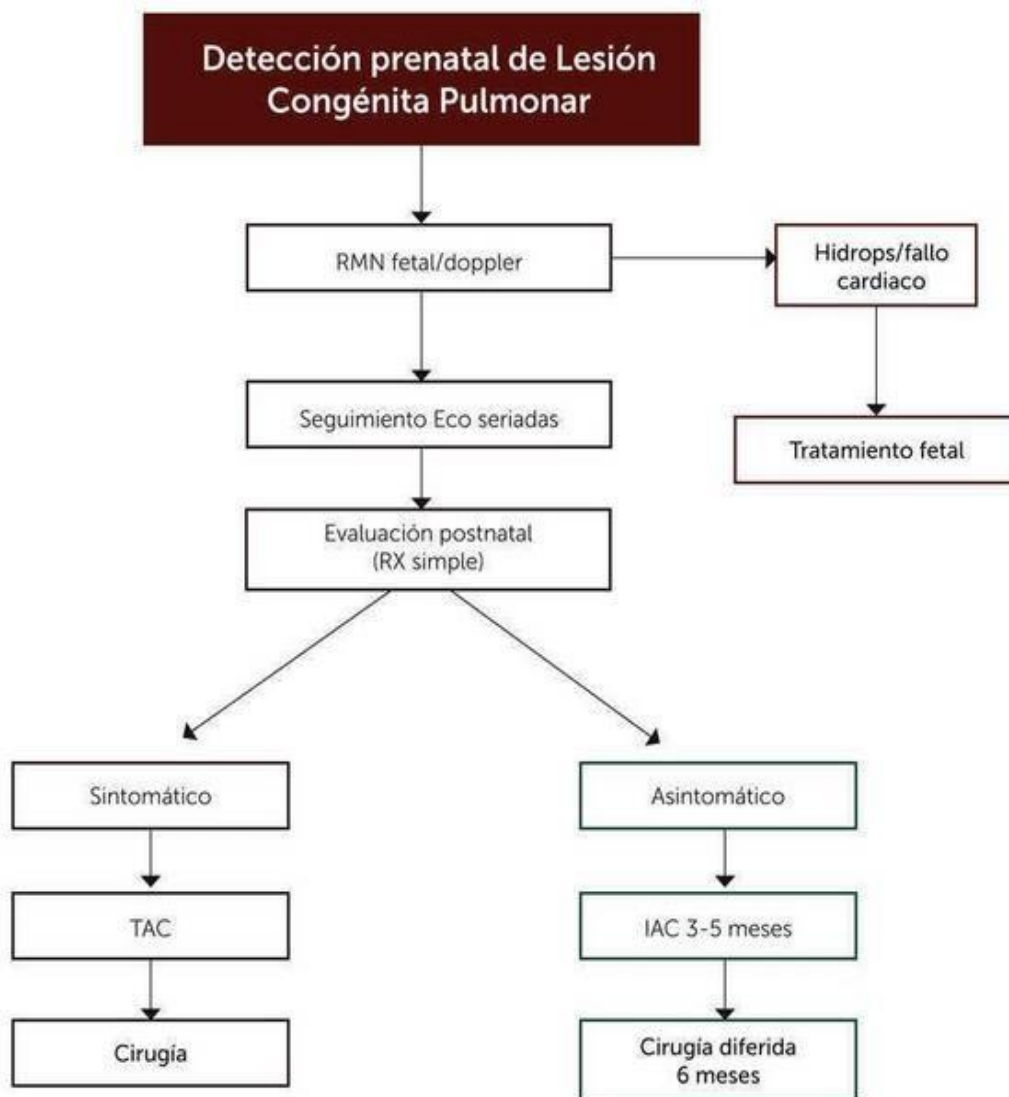 Detección prenatal de Lesión
Congénita Pulmonar
RMN fetal/doppler
Hidrops/fallo
cardiaco
Seguimiento Eco seriadas
Tratamiento fetal
Evaluación postnatal
(RX simple)
Sintomático
Asintomático
TAC
IAC 3-5 meses
Cirugía
Cirugía diferida
6 meses